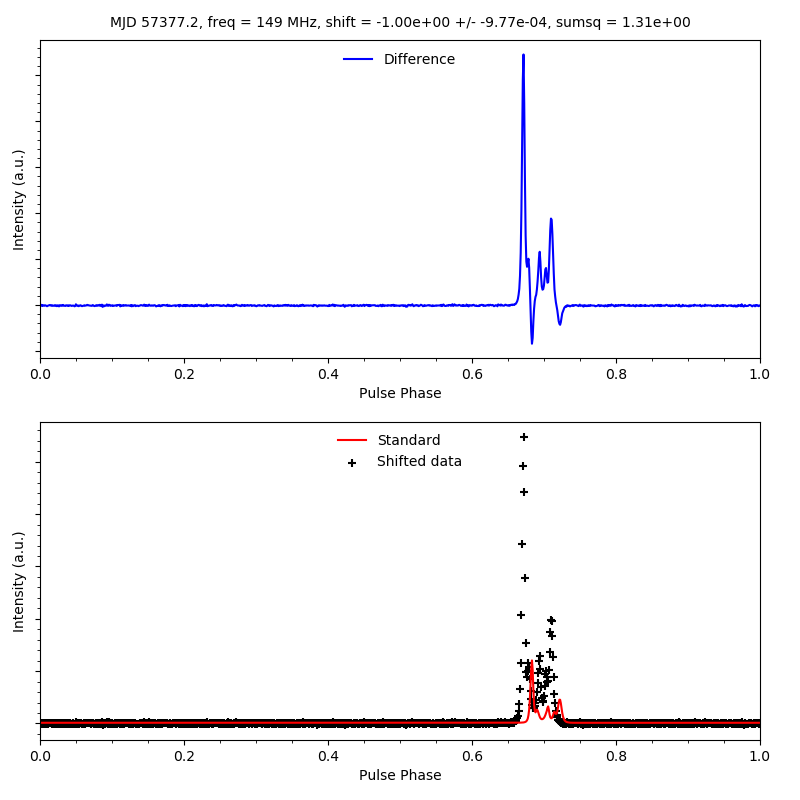 MJD 57377.2, freq = 149 MHz, shift = -1.00e+00 +/- -9.77e-04, sumsq = 1.31e+00
Difference
Intensity (a.u.)
0.0 0.2 0.4 0.6 0.8 1.0
Pulse Phase
Standard
Shifted data
Intensity (a.u.)
0.0 0.2 0.4 0.6 0.8 1.0
Pulse Phase